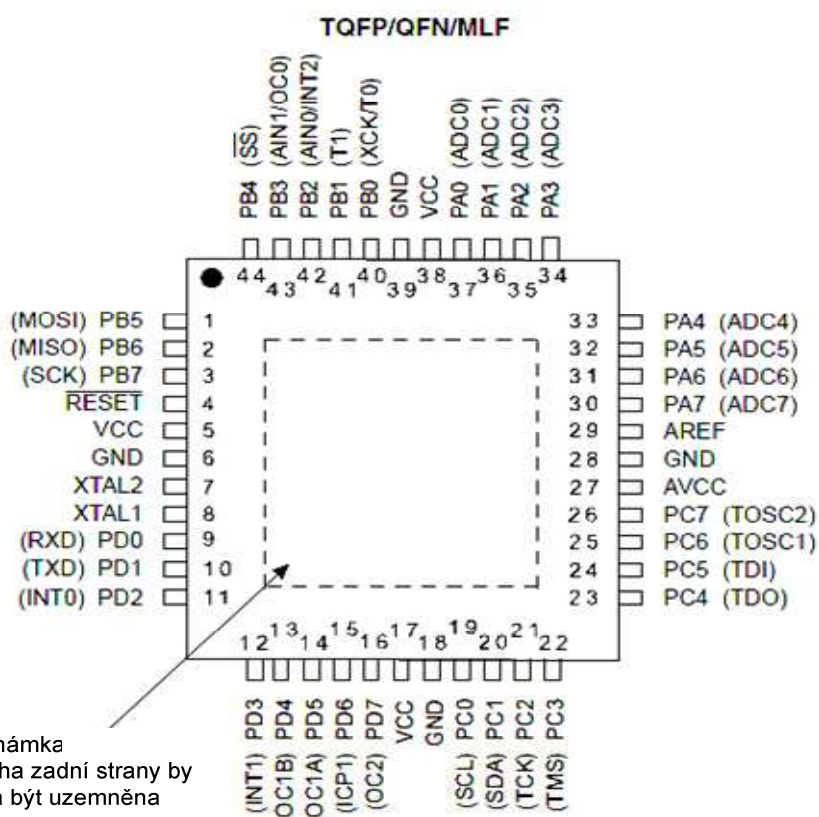 TQFP/QFN/MLF
PB4 (SS)
PB3 (AIN1/OC0)
PB2 (AIN0/INT2)
PB1 (T1)
PB0 (XCK/T0)
GND
VCC
PA0 (ADC0)
PA1 (ADC1)
PA2 (ADC2)
PA3 (ADC3)
44 43 42 41 40 39 38 37 36 35 34
(MOSI) PB5 1
(MISO) PB6 2
(SCK) PB7 3
RESET 4
VCC 5
GND 6
XTAL2 7
XTAL1 8
(RXD) PD0 9
(TXD) PD1 10
(INT0) PD2 11
33 PA4 (ADC4)
32 PA5 (ADC5)
31 PA6 (ADC6)
30 PA7 (ADC7)
29 AREF
28 GND
27 AVCC
26 PC7 (TOSC2)
25 PC6 (TOSC1)
24 PC5 (TDI)
23 PC4 (TDO)
12 13 14 15 16 17 18 19 20 21 22
(INT1) PD3
OC1B) PD4
OC1A) PD5
(ICP1) PD6
(OC2) PD7
VCC
GND
(SCL) PC0
(SDA) PC1
(TCK) PC2
(TMS) PC3
námka
ha zadní strany by
být uzemněna